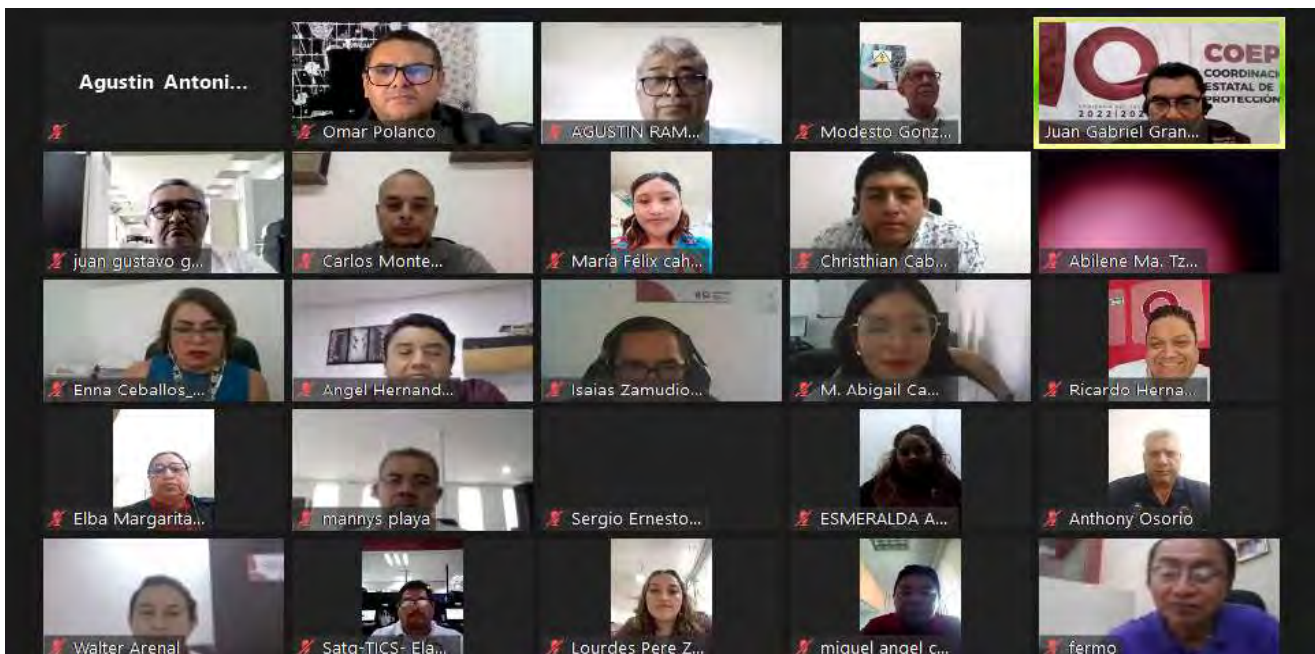 Agustin Antoni...
Omar Polanco
AGUSTIN RAM...
Modesto Gonz...
COEP
COORDINACI
ESTATAL DE
PROTECCIÓN
2022|202
Juan Gabriel Gran...
juan gustavo g...
Carlos Monte...
María Félix cah...
Christhian Cab...
Abilene Ma. Tz...
Enna Ceballos_...
Angel Hernand...
Isaias Zamudio...
M. Abigail Ca...
Ricardo Herna...
Elba Margarita...
mannys playa
Sergio Ernesto...
ESMERALDA A...
Anthony Osorio
Walter Arenal
Satq-TICS- Ela...
Lourdes Pere Z...
miguel angel c...
fermo